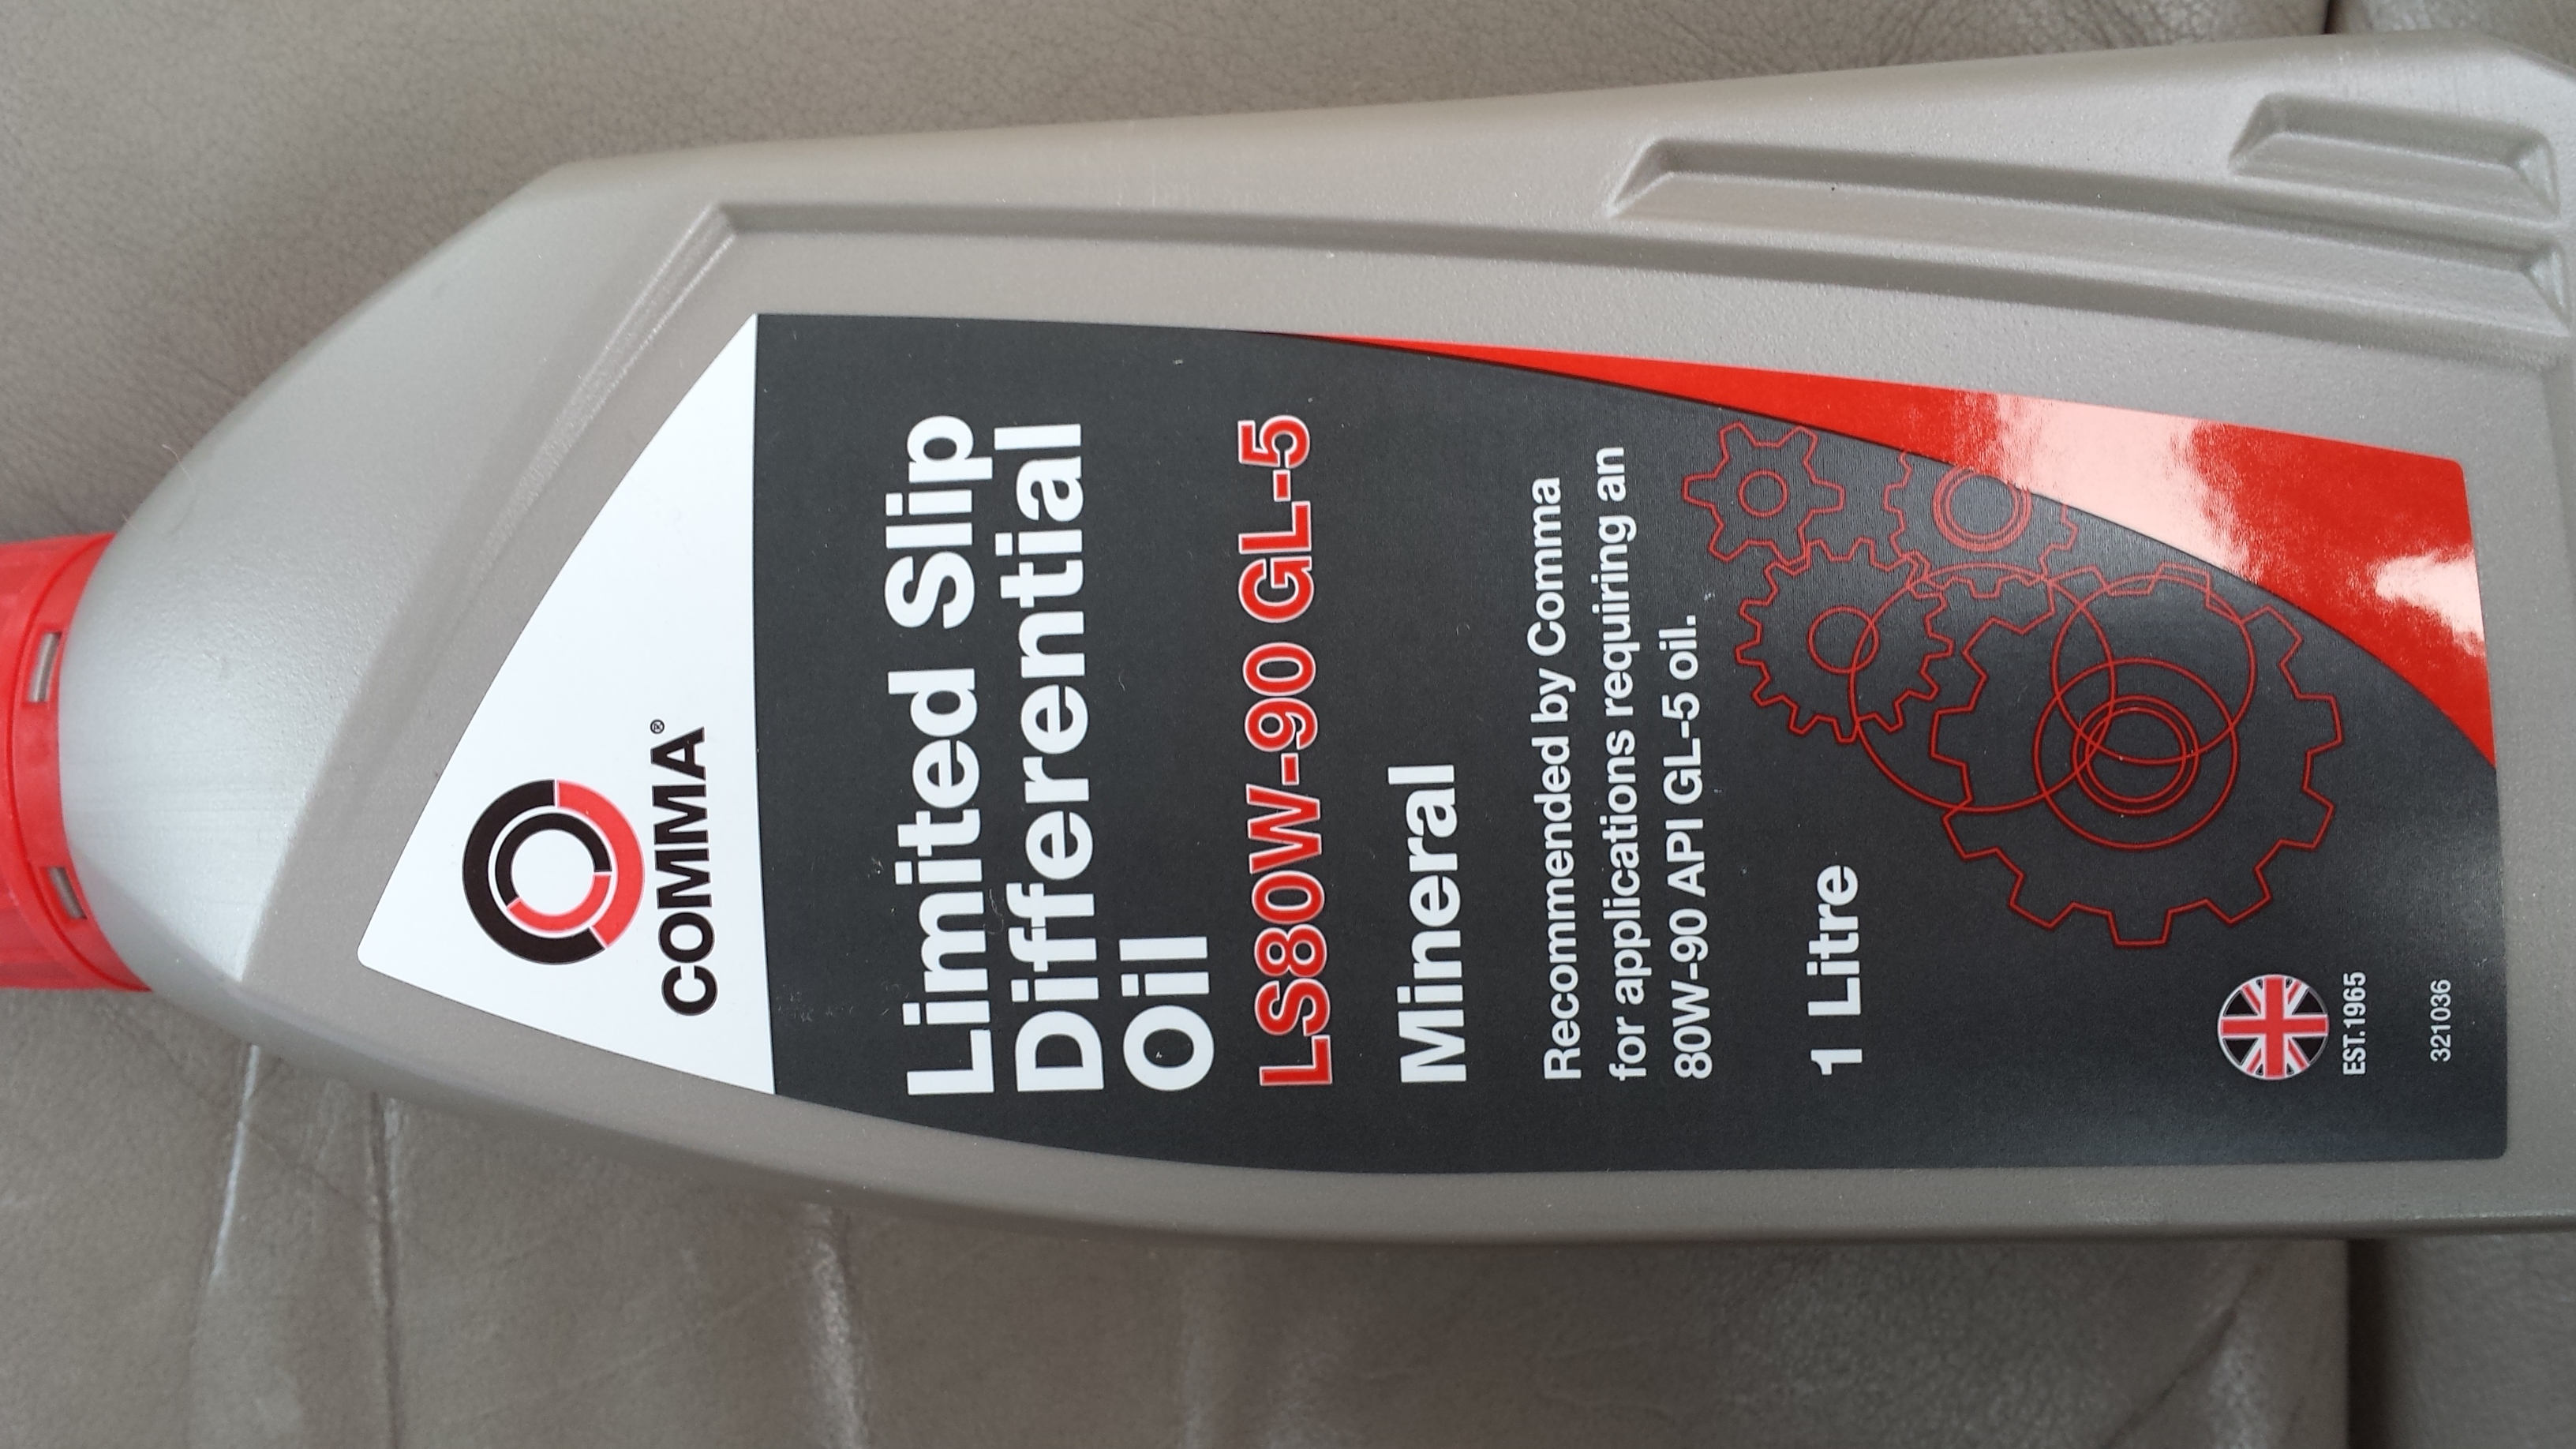 COMMA®
Limited Slip
Differential
Oil
LS80W-90 GL-5
Mineral
Recommended by Comma
for applications requiring an
80W-90 API GL-5 oil.
1 Litre
EST.1965
321036